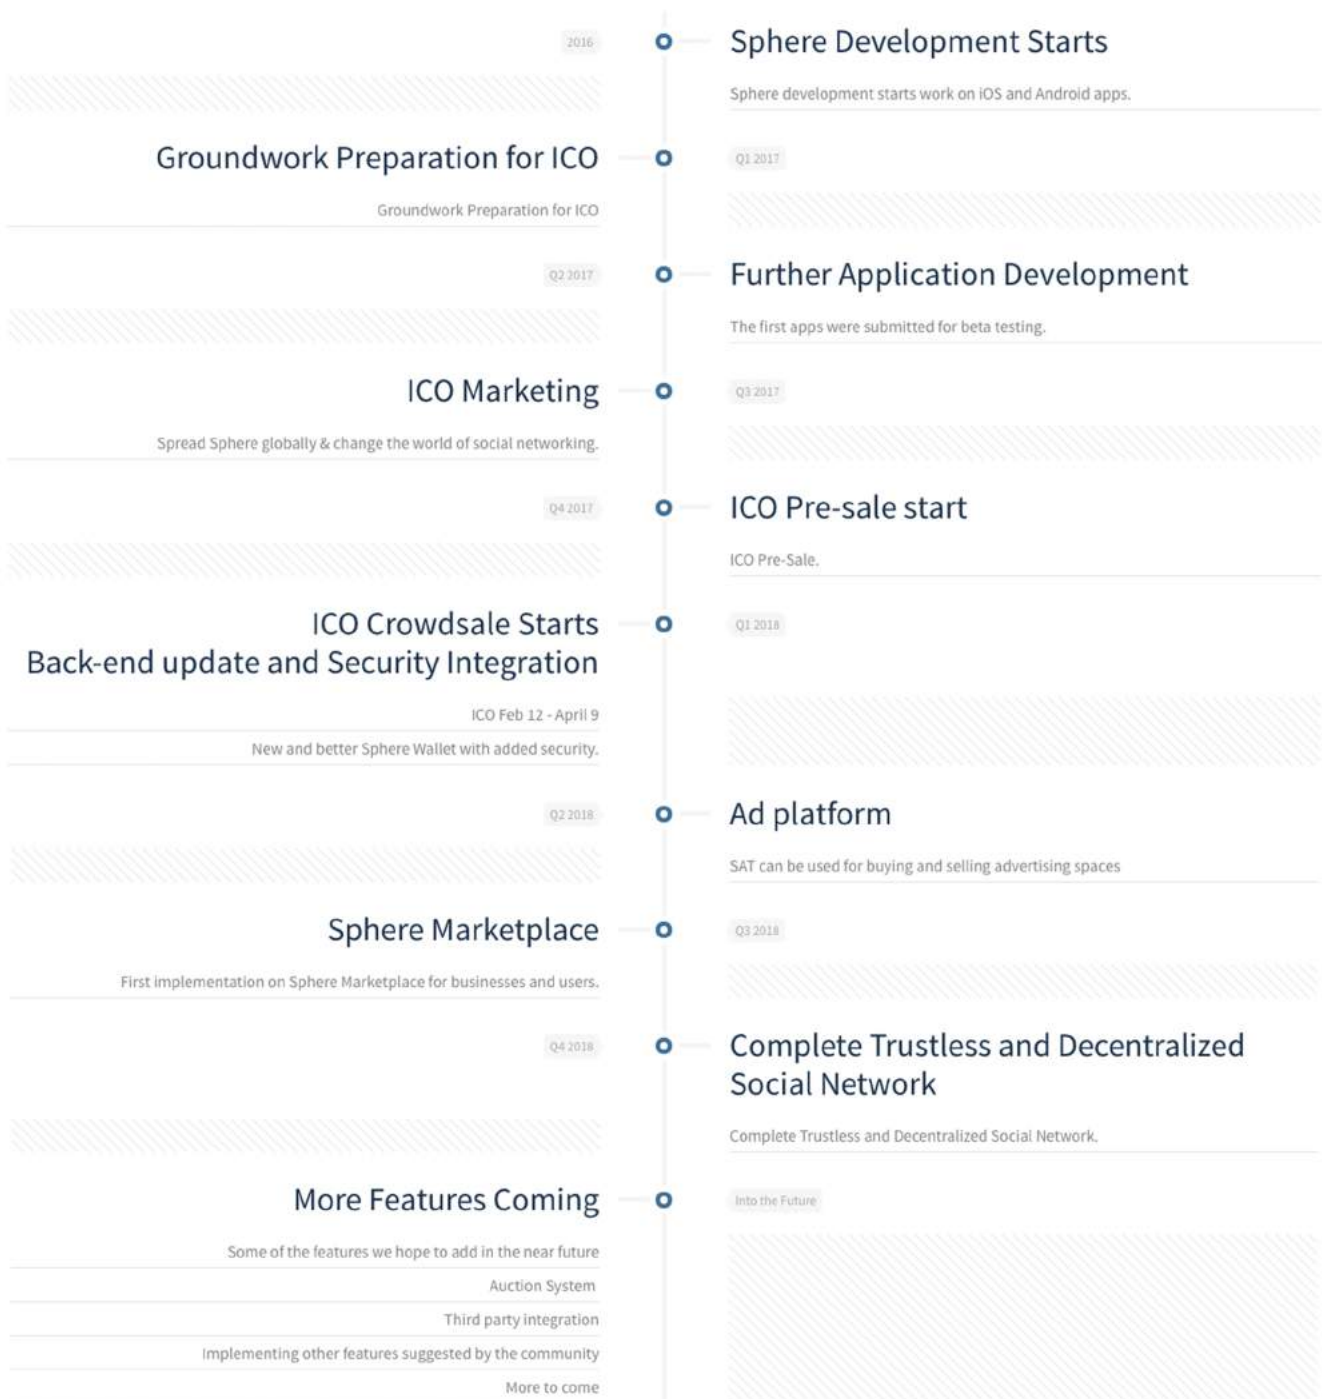 2016
Sphere Development Starts
Sphere development starts work on iOS and Android apps.
Groundwork Preparation for ICO
Q1 2017
Groundwork Preparation for ICO
Q2 2017
Further Application Development
The first apps were submitted for beta testing.
ICO Marketing
Q3 2017
Spread Sphere globally & change the world of social networking.
Q4 2017
ICO Pre-sale start
ICO Pre-Sale.
ICO Crowdsale Starts
Q1 2018
Back-end update and Security Integration
ICO Feb 12 - April 9
New and better Sphere Wallet with added security.
Q2 2018
Ad platform
SAT can be used for buying and selling advertising spaces
Sphere Marketplace
Q3 2018
First implementation on Sphere Marketplace for businesses and users.
Q4 2018
Complete Trustless and Decentralized
Social Network
Complete Trustless and Decentralized Social Network.
More Features Coming
Into the Future
Some of the features we hope to add in the near future
Auction System
Third party integration
Implementing other features suggested by the community
More to come